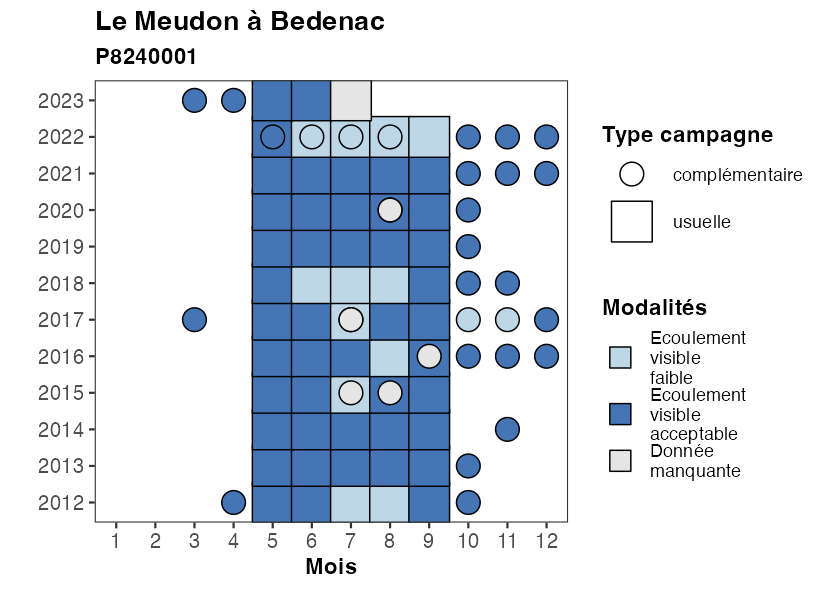 Le Meudon à Bedenac
P8240001
2023
2022
2021
2020
2019
2018
2017
2016
2015
2014
2013
2012
1 2 3 4 5 6 7 8 9 10 11 12
Mois
Type campagne
complémentaire
usuelle
Modalités
Ecoulement
visible
faible
Ecoulement
visible
acceptable
Donnée
manquante